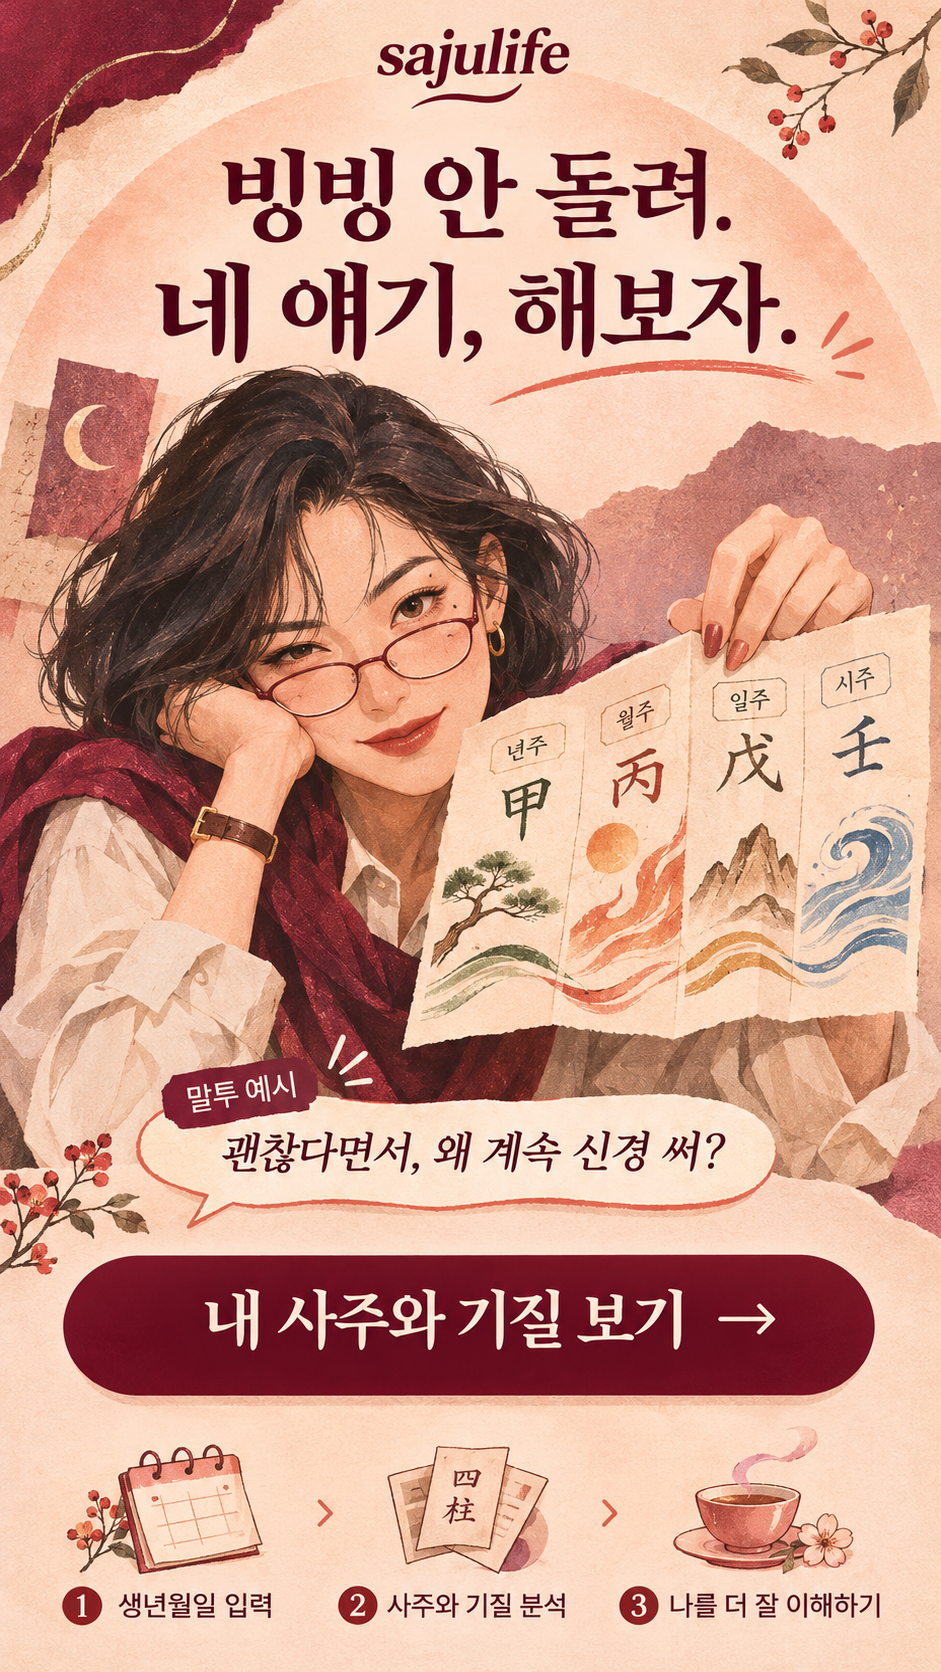 sajulife
빙빙 안 돌려.
네 얘기, 해보자.
년주
월주
일주
시주
甲
丙
戊
壬
말투 예시
괜찮다면서, 왜 계속 신경 써?
내 사주와 기질 보기 →
四
柱
1 생년월일 입력
2 사주와 기질 분석
3 나를 더 잘 이해하기